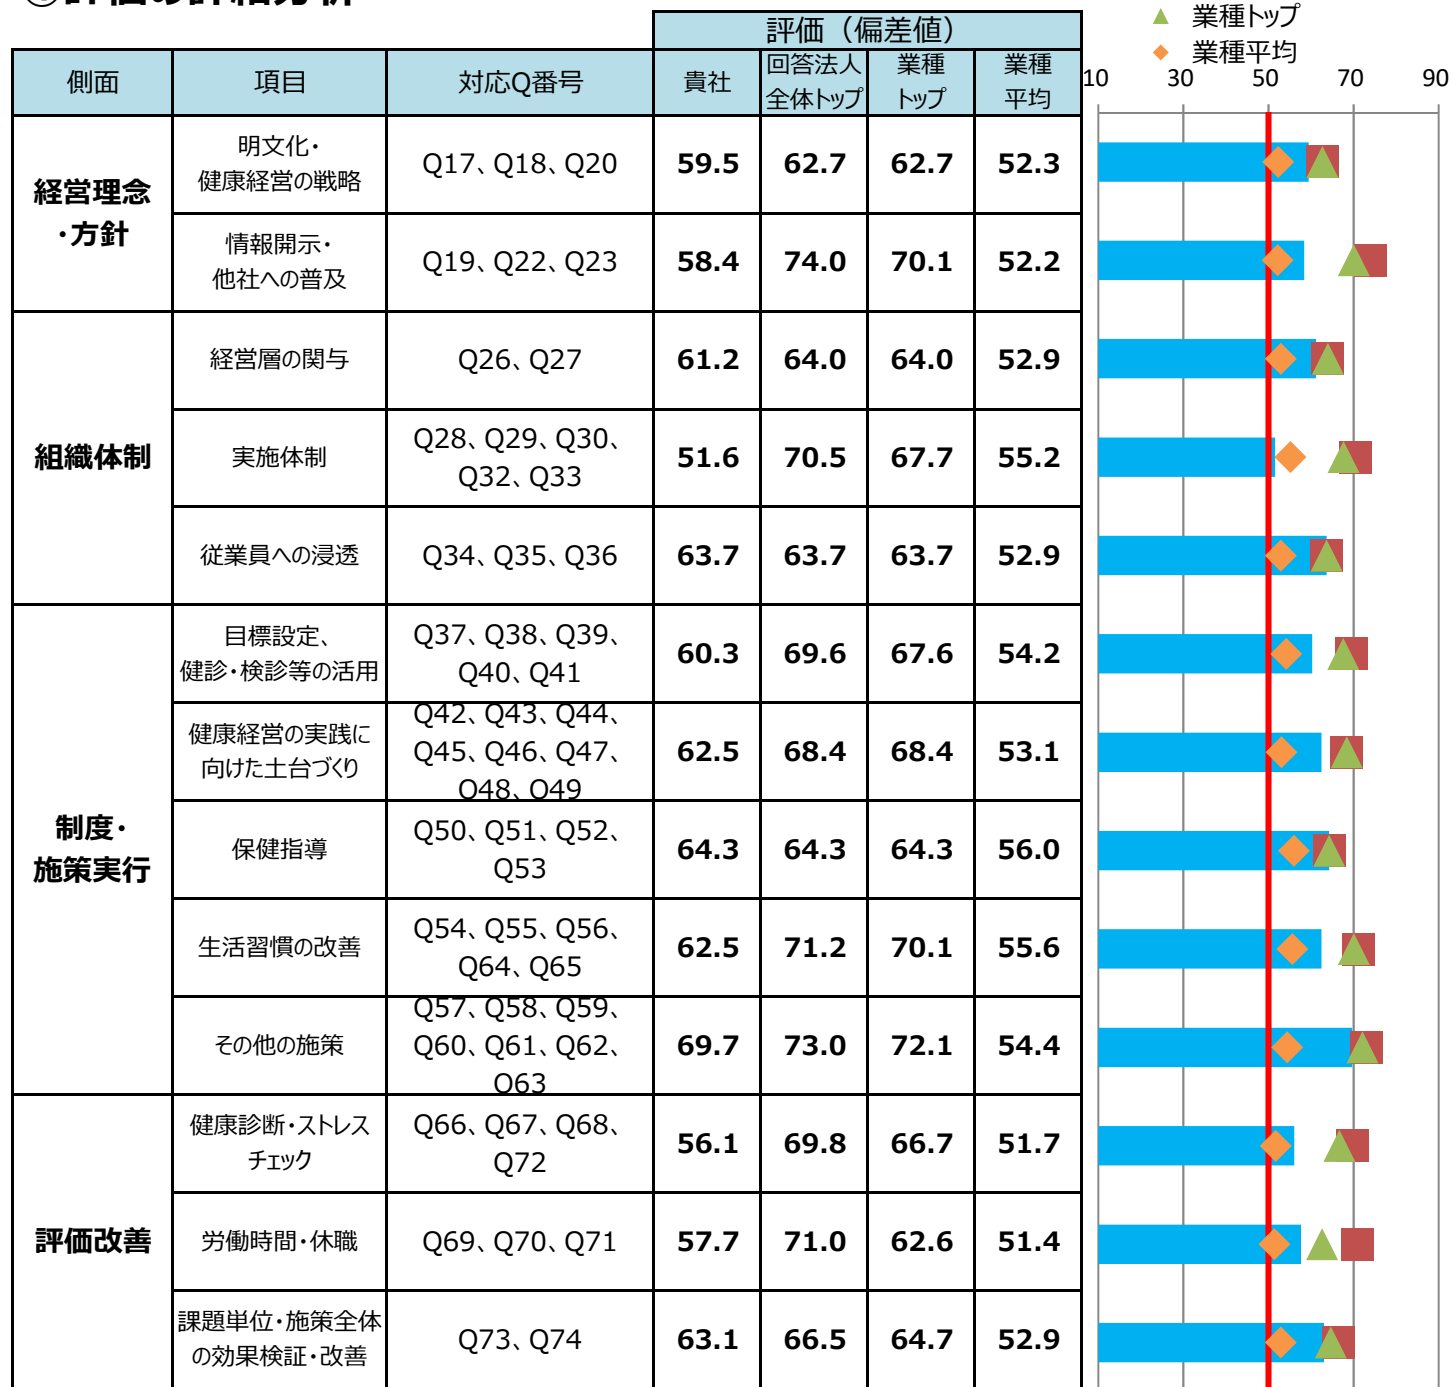 ③評価の詳細分析
▲ 業種トップ
◆ 業種平均
10 30 50 70 90
評価（偏差値）
側面 項目 対応Q番号 貴社 回答法人全体トップ 業種トップ 業種平均
経営理念・方針
明文化・
健康経営の戦略
Q17、Q18、Q20
59.5 62.7 62.7 52.3
情報開示・
他社への普及
Q19、Q22、Q23
58.4 74.0 70.1 52.2
組織体制
経営層の関与
Q26、Q27
61.2 64.0 64.0 52.9
実施体制
Q28、Q29、Q30、
Q32、Q33
51.6 70.5 67.7 55.2
従業員への浸透
Q34、Q35、Q36
63.7 63.7 63.7 52.9
制度・
施策実行
目標設定、
健診・検診等の活用
Q37、Q38、Q39、
Q40、Q41
60.3 69.6 67.6 54.2
健康経営の実践に
向けた土台づくり
Q42、Q43、Q44、
Q45、Q46、Q47、
Q48、Q49
62.5 68.4 68.4 53.1
保健指導
Q50、Q51、Q52、
Q53
64.3 64.3 64.3 56.0
生活習慣の改善
Q54、Q55、Q56、
Q64、Q65
62.5 71.2 70.1 55.6
その他の施策
Q57、Q58、Q59、
Q60、Q61、Q62、
Q63
69.7 73.0 72.1 54.4
評価改善
健康診断・ストレス
チェック
Q66、Q67、Q68、
Q72
56.1 69.8 66.7 51.7
労働時間・休職
Q69、Q70、Q71
57.7 71.0 62.6 51.4
課題単位・施策全体
の効果検証・改善
Q73、Q74
63.1 66.5 64.7 52.9